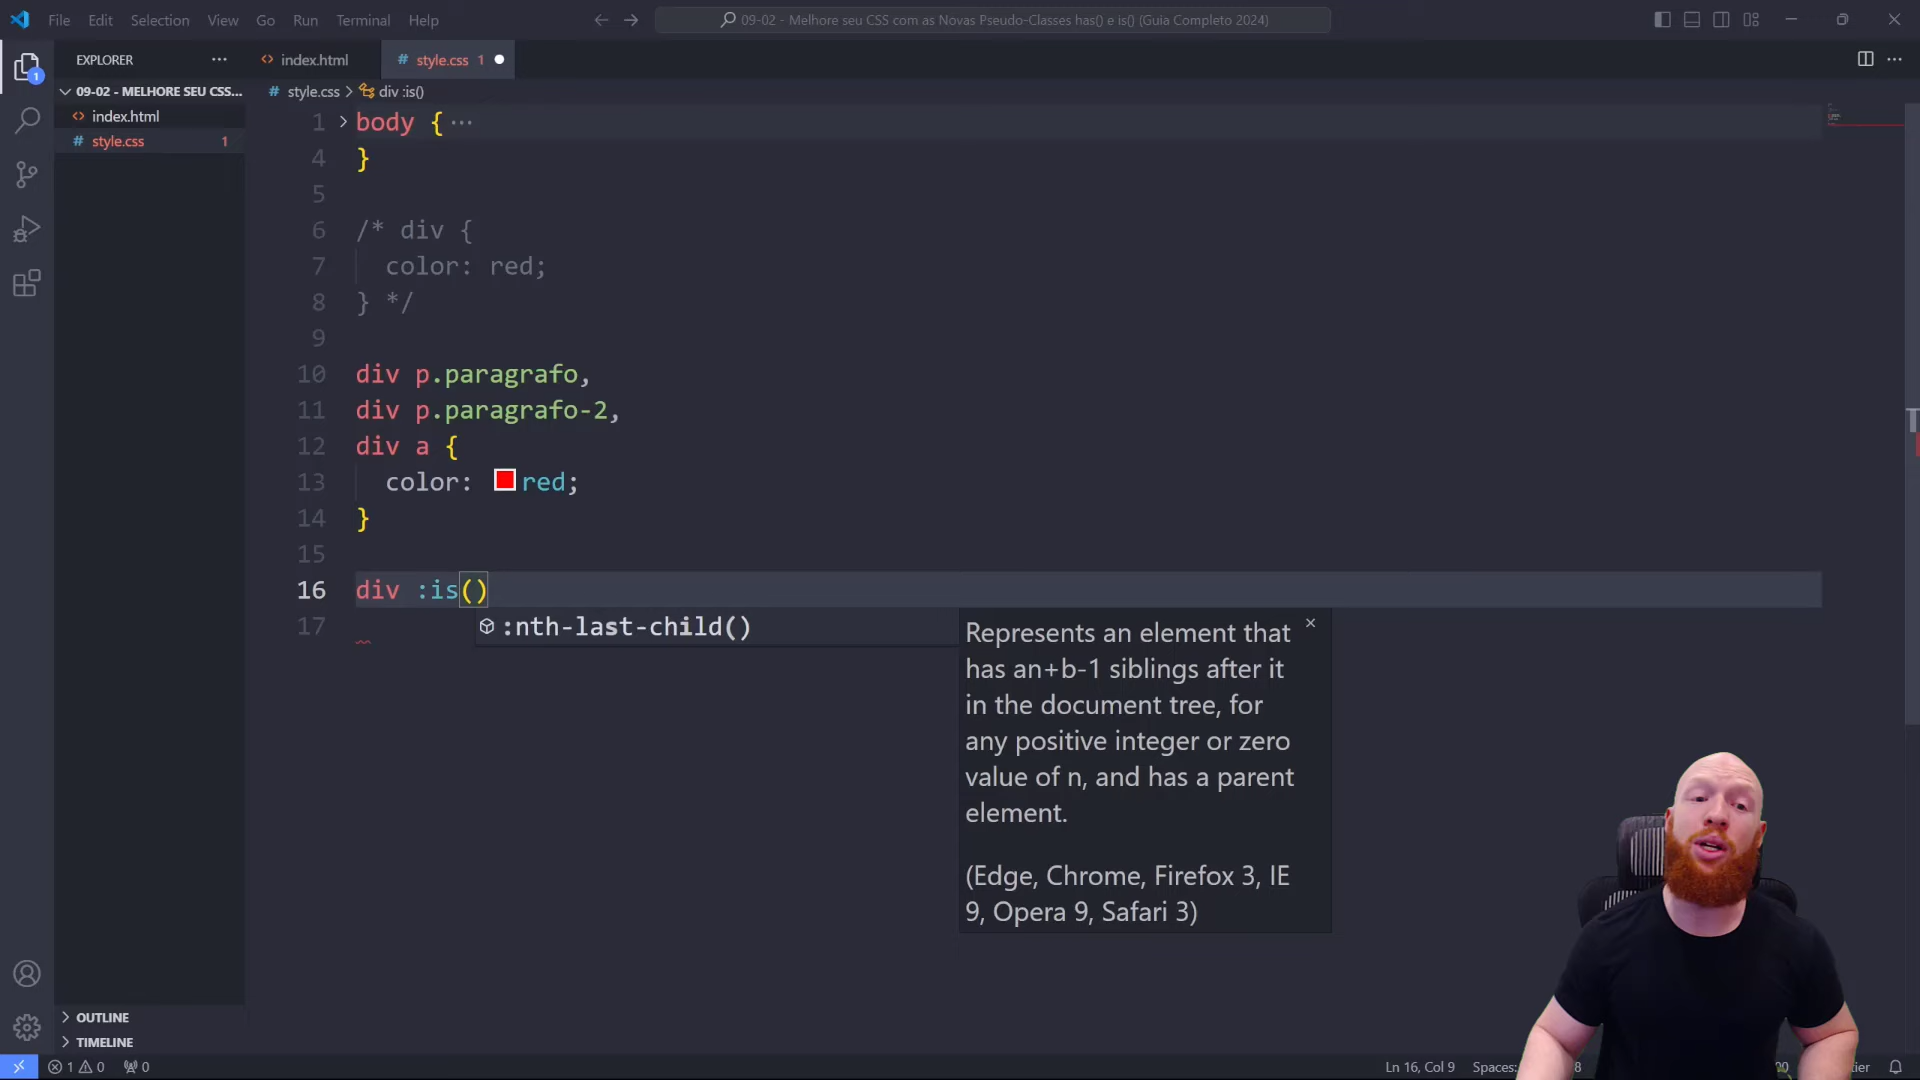 File Edit Selection View Go Run Terminal Help
09-02 - Melhore seu CSS com as Novas Pseudo-Classes has() e is() (Guia Completo 2024)
EXPLORER ···
index.html
# style.css 1
1
09-02 - MELHORE SEU CSS...
index.html
# style.css 1
# style.css > div :is()
1 body { ···
4 }
5
6 /* div {
7 color: red;
8 } */
9
10 div p.paragrafo,
11 div p.paragrafo-2,
12 div a {
13 color: red;
14 }
15
16 div :is()
17
:nth-last-child()
Represents an element that
has an+b-1 siblings after it
in the document tree, for
any positive integer or zero
value of n, and has a parent
element.
(Edge, Chrome, Firefox 3, IE
9, Opera 9, Safari 3)
OUTLINE
TIMELINE
1 0 0
Ln 16, Col 9 Spaces: